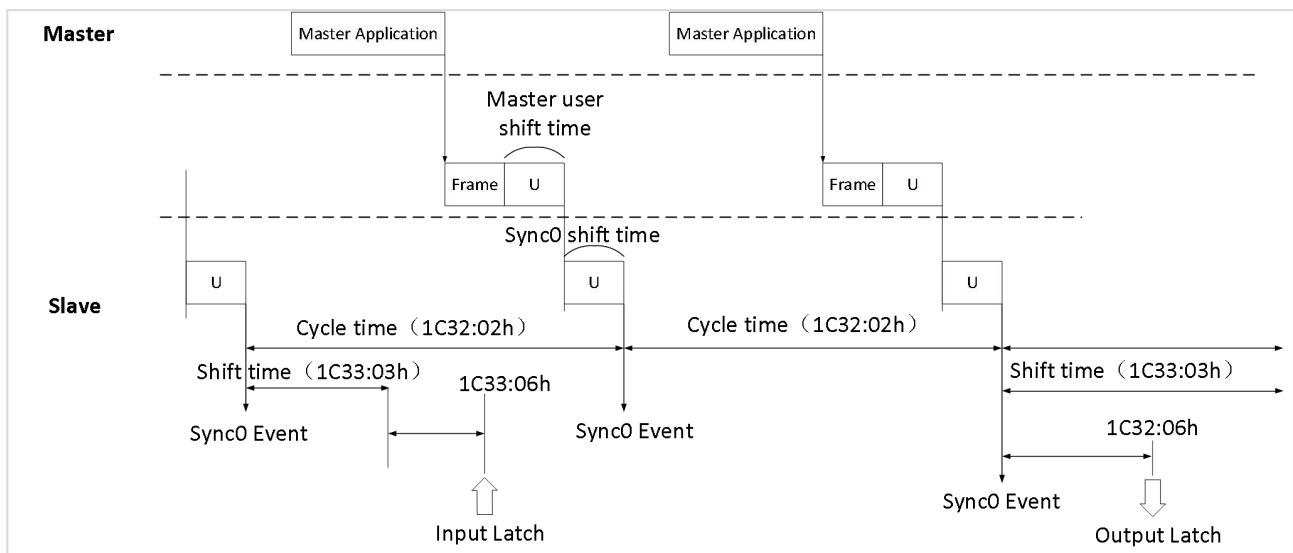 Master
Master Application
Master Application
Master user
shift time
Frame
U
Frame
U
Sync0 shift time
U
U
U
Slave
Cycle time（1C32:02h）
Cycle time（1C32:02h）
Shift time（1C33:03h）
1C33:06h
Shift time（1C33:03h）
Sync0 Event
Sync0 Event
1C32:06h
Sync0 Event
Input Latch
Output Latch